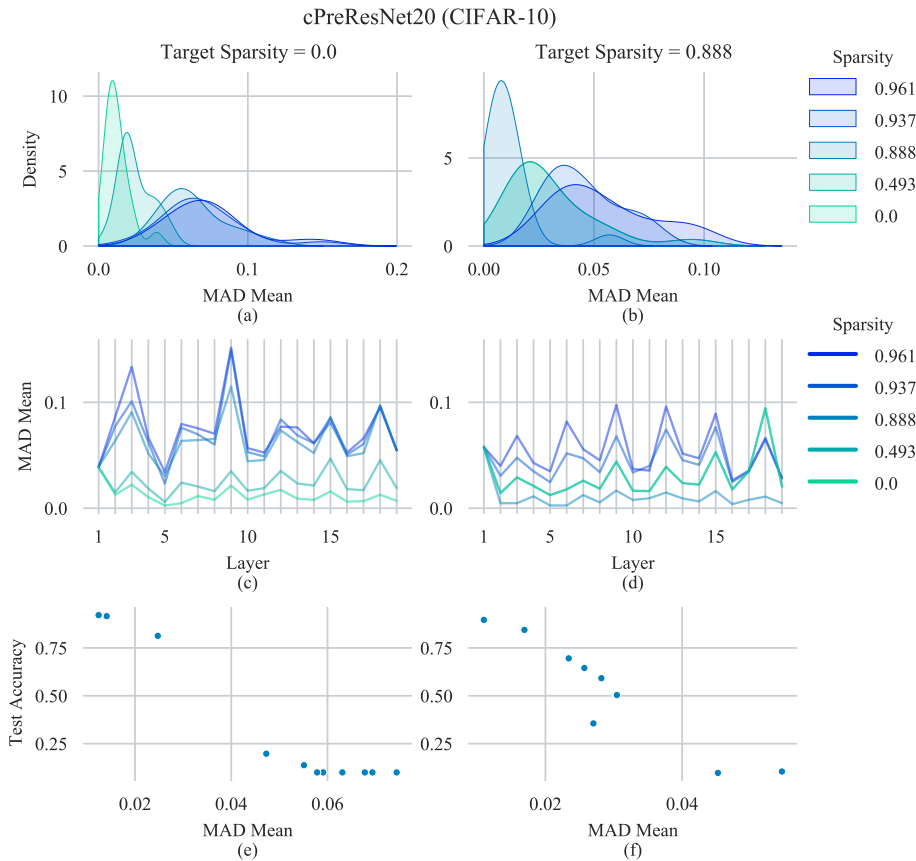 cPreResNet20 (CIFAR-10)
Target Sparsity = 0.0
Target Sparsity = 0.888
Sparsity
0.961
0.937
0.888
0.493
0.0
Density
10
5
0
0.0 0.1 0.2
MAD Mean
(a)
5
0
0.00 0.05 0.10
MAD Mean
(b)
Sparsity
0.961
0.937
0.888
0.493
0.0
MAD Mean
0.1
0.0
1 5 10 15
Layer
(c)
0.1
0.0
1 5 10 15
Layer
(d)
Test Accuracy
0.75
0.50
0.25
0.02 0.04 0.06
MAD Mean
(e)
0.75
0.50
0.25
0.02 0.04
MAD Mean
(f)